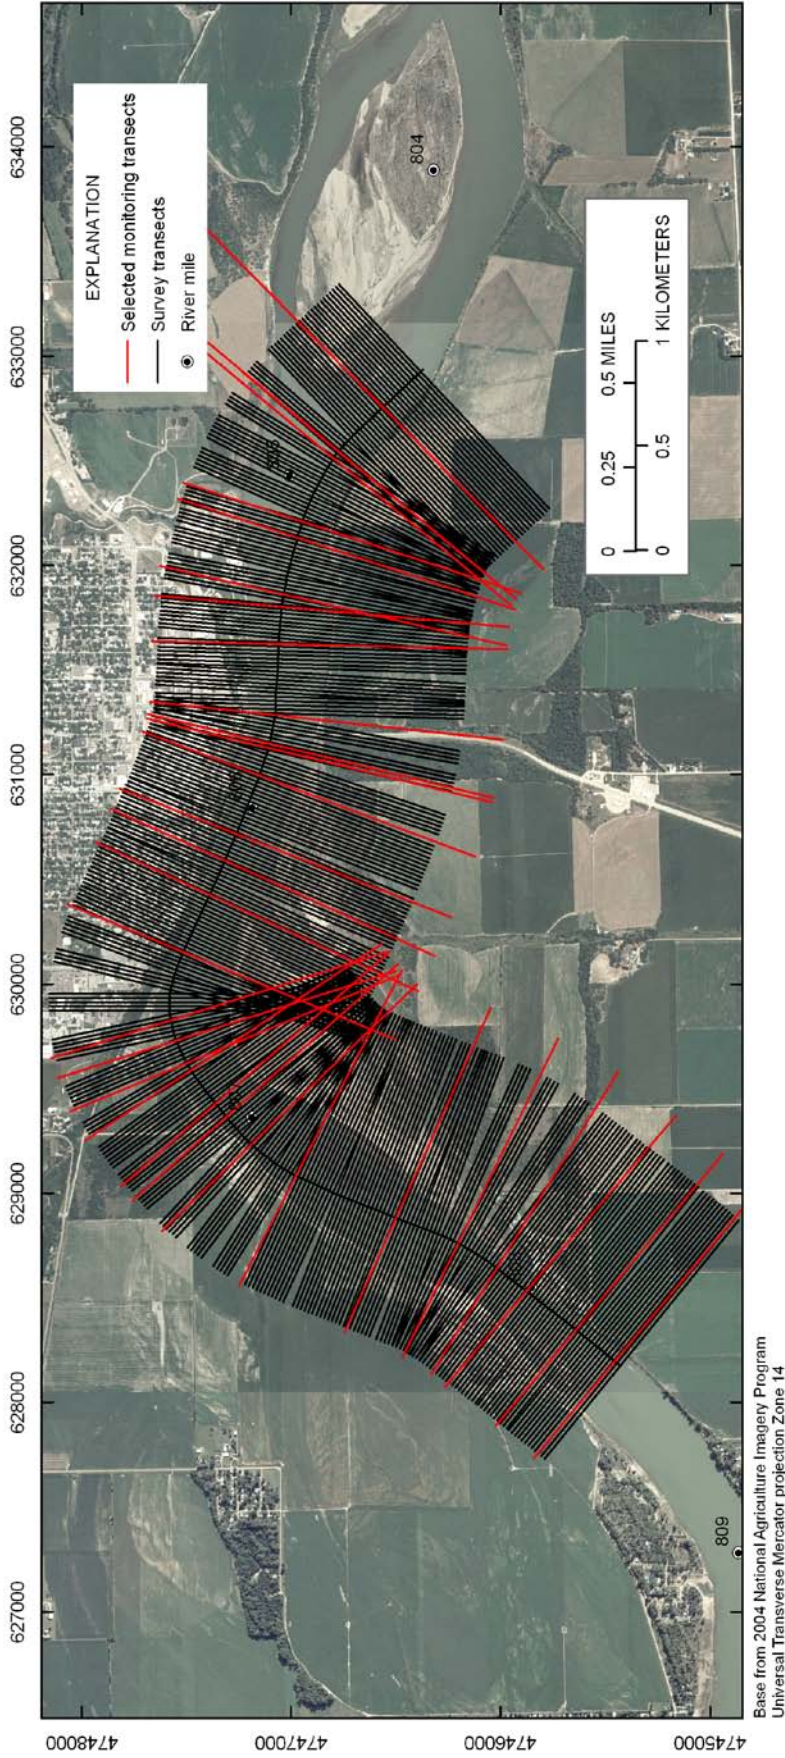 634000
633000
632000
631000
630000
629000
628000
627000
EXPLANATION
Selected monitoring transects
Survey transects
River mile
804
809
0 0.25 0.5 MILES
0 0.5 1 KILOMETERS
4748000
4747000
4746000
4745000
Base from 2004 National Agriculture Imagery Program
Universal Transverse Mercator projection Zone 14